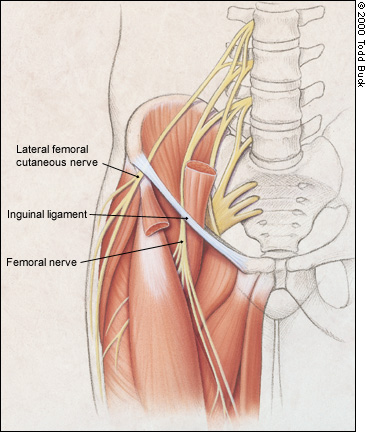 © 2000 Todd Buck
Lateral femoral
cutaneous nerve
Inguinal ligament
Femoral nerve